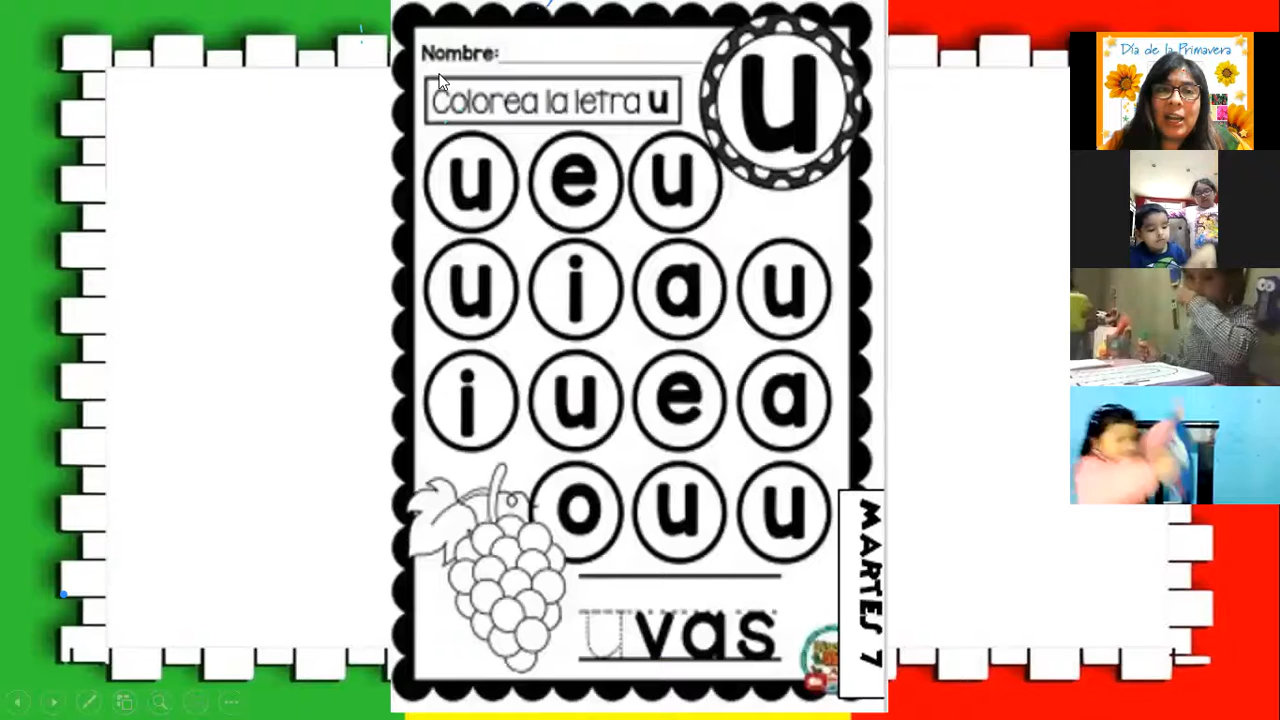 Nombre:
Colorea la letra u
u
u e u
u i a u
i u e a
o u u
uvas
MARTES 7
Día de la Primavera